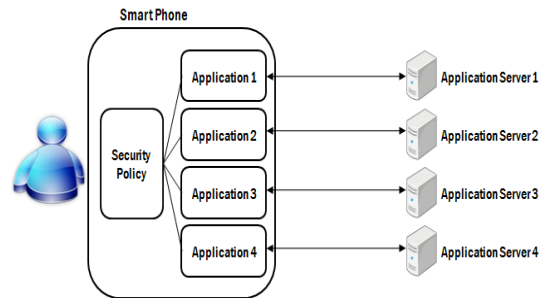 Smart Phone
Security
Policy
Application 1
Application 2
Application 3
Application 4
Application Server 1
Application Server 2
Application Server 3
Application Server 4